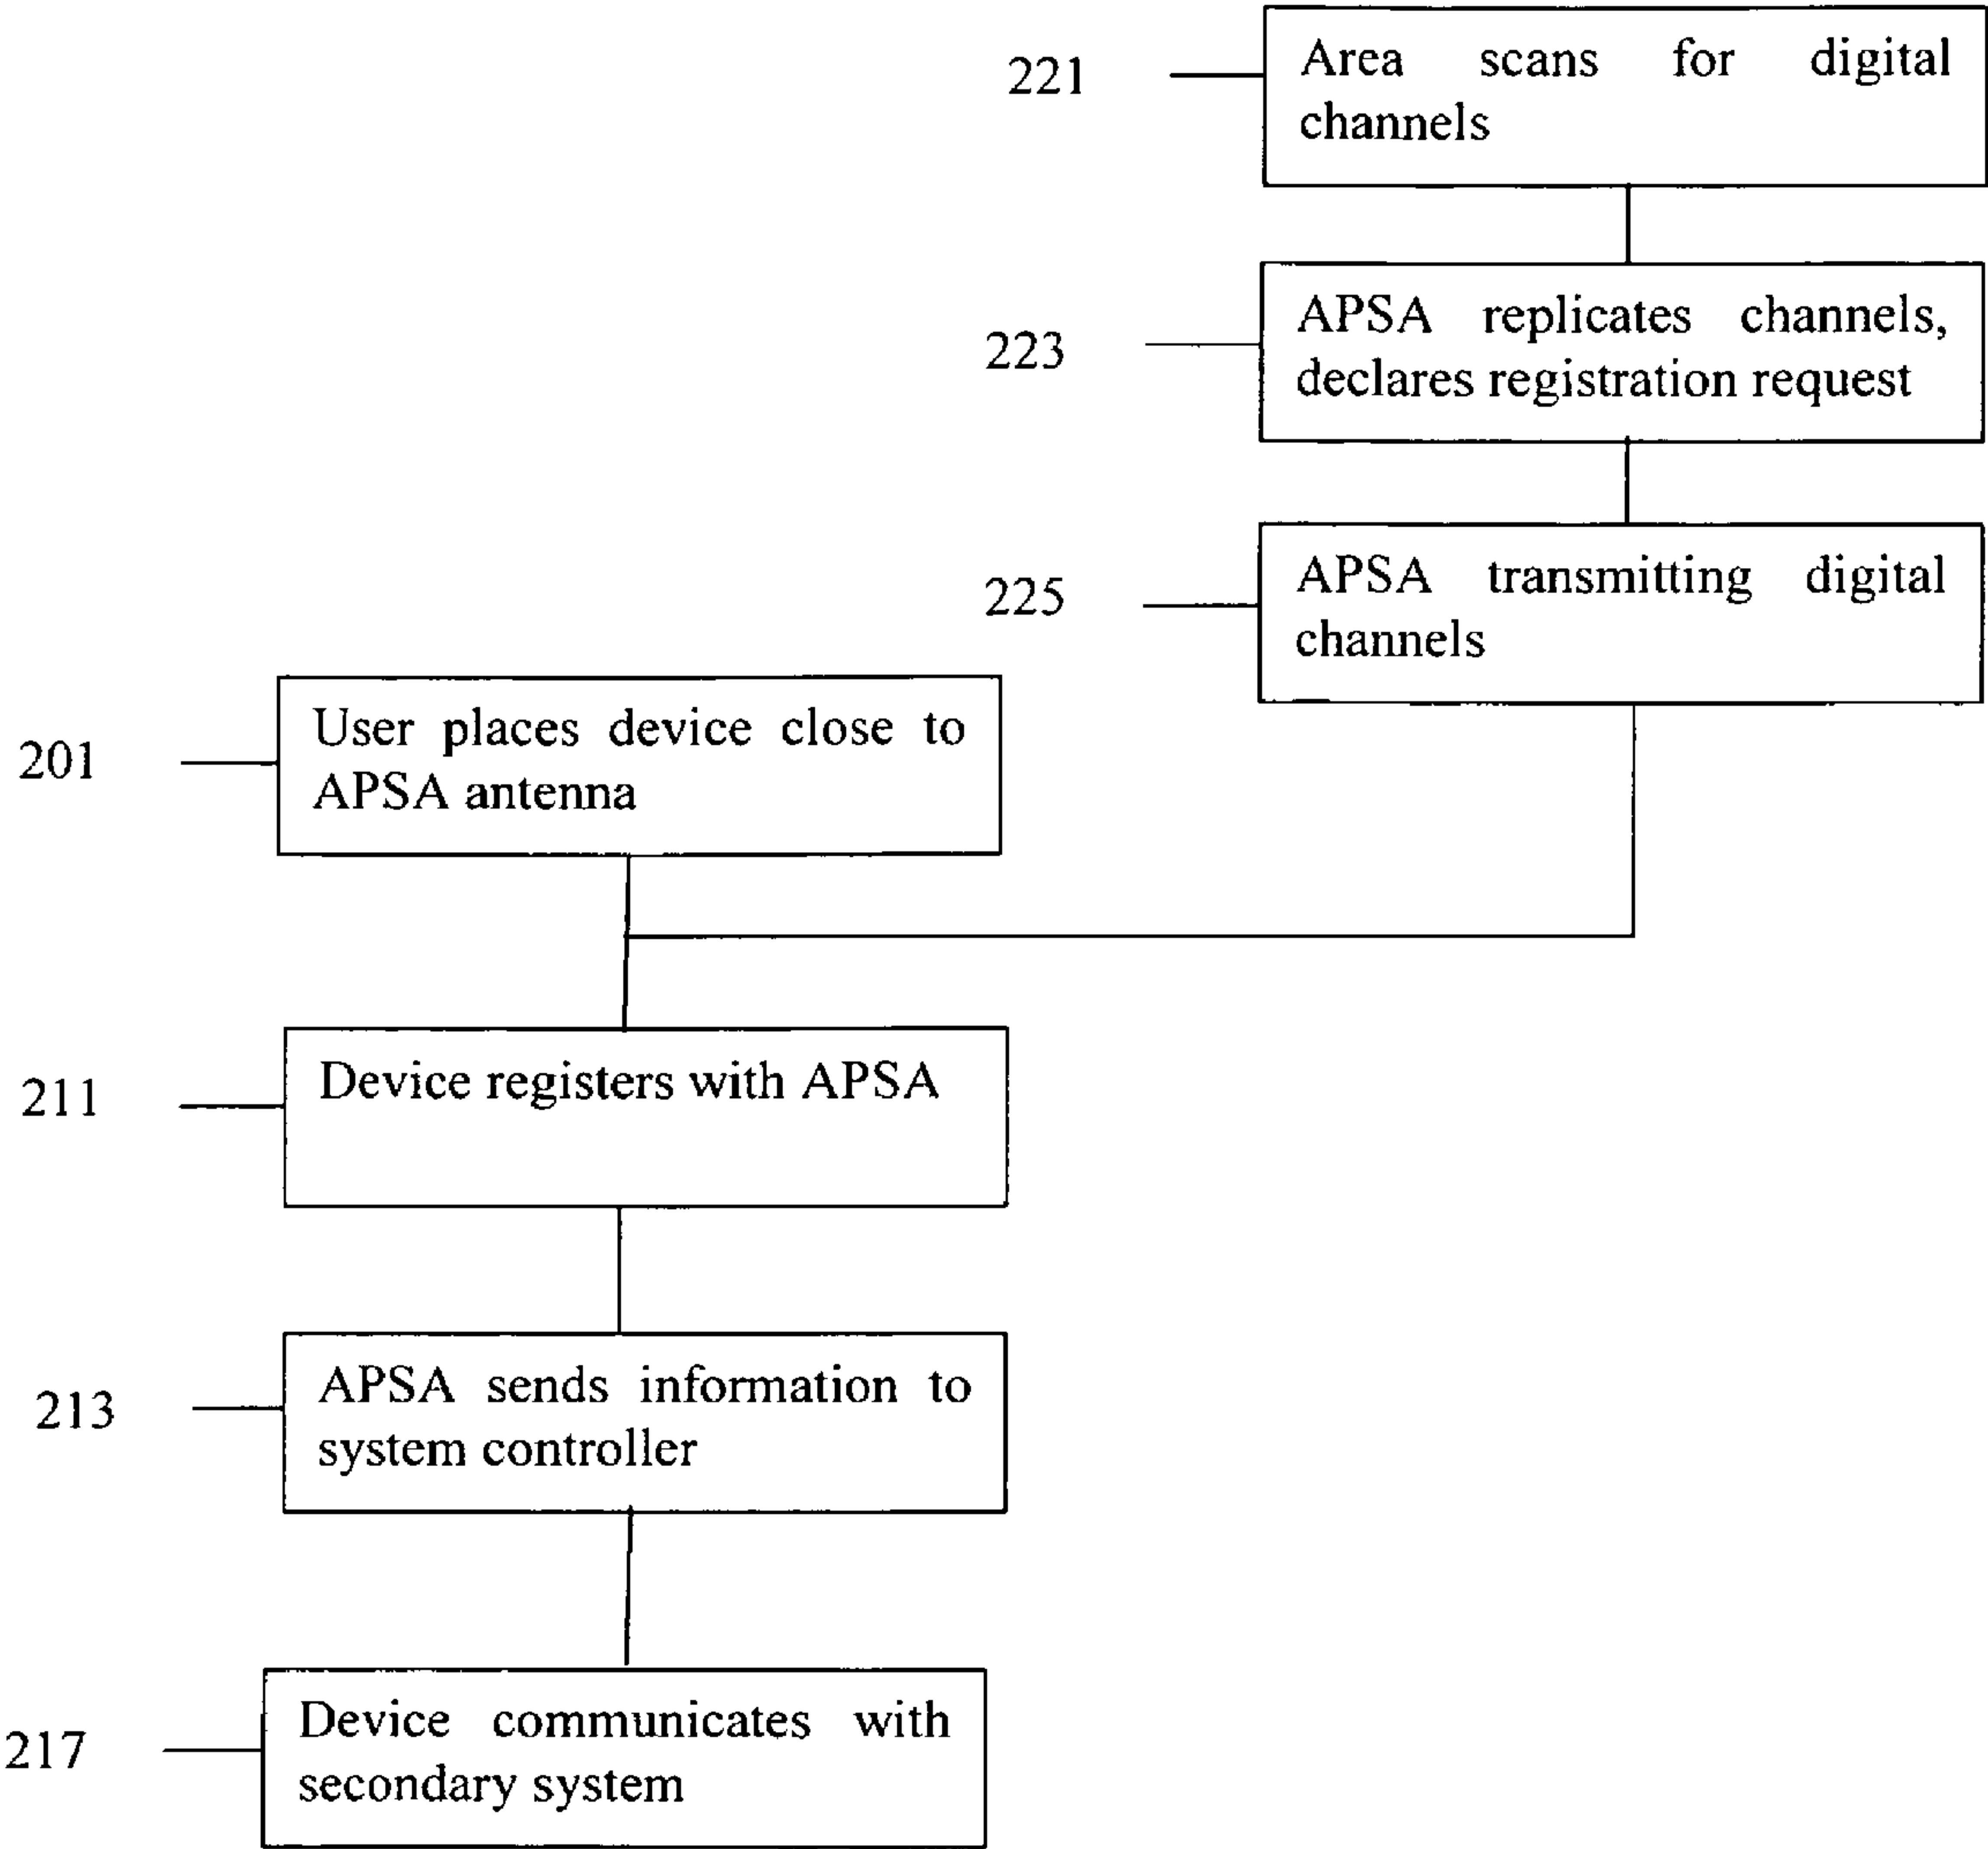 221
Area scans for digital
channels
223
APSA replicates channels,
declares registration request
225
APSA transmitting digital
channels
201
User places device close to
APSA antenna
211
Device registers with APSA
213
APSA sends information to
system controller
217
Device communicates with
secondary system